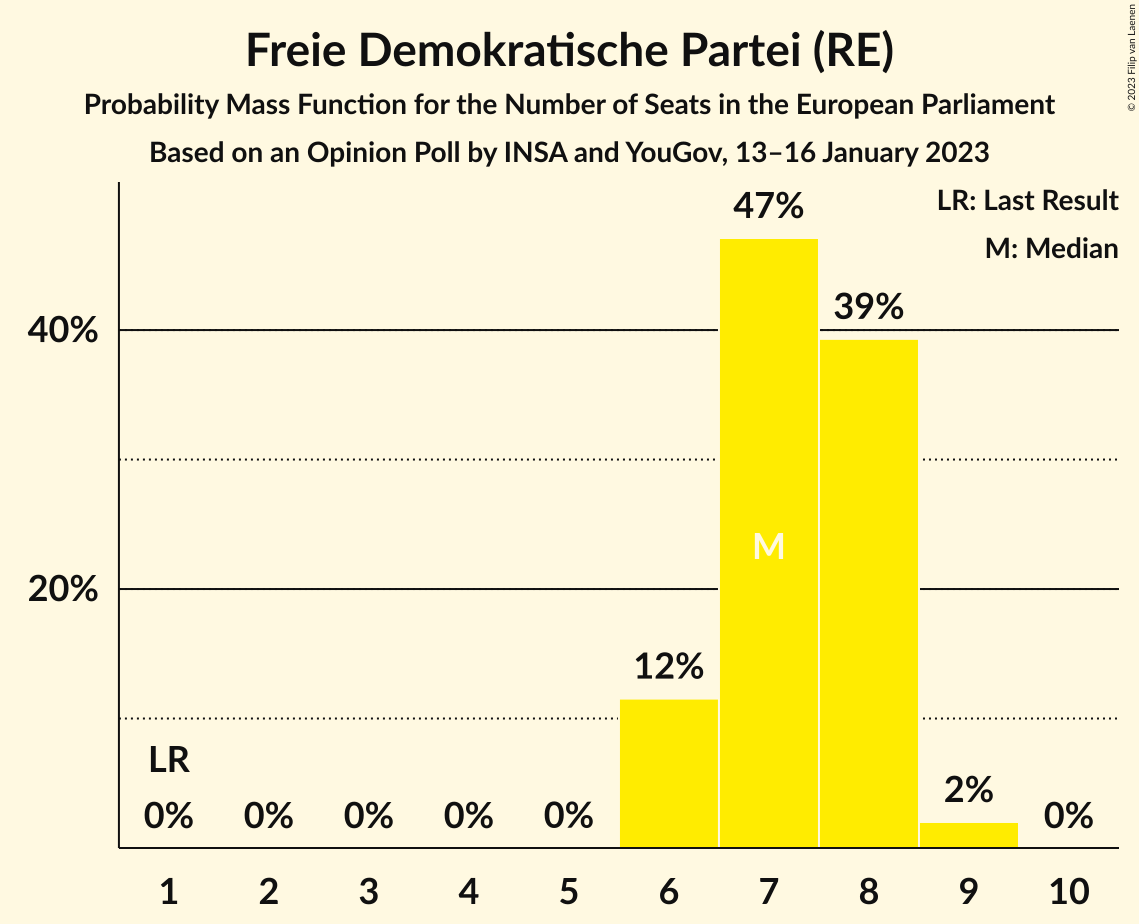 Freie Demokratische Partei (RE)
Probability Mass Function for the Number of Seats in the European Parliament
Based on an Opinion Poll by INSA and YouGov, 13–16 January 2023
© 2023 Filip van Laenen
LR: Last Result
M: Median
47%
39%
40%
M
20%
12%
LR
2%
0% 0% 0% 0% 0% 0%
1 2 3 4 5 6 7 8 9 10